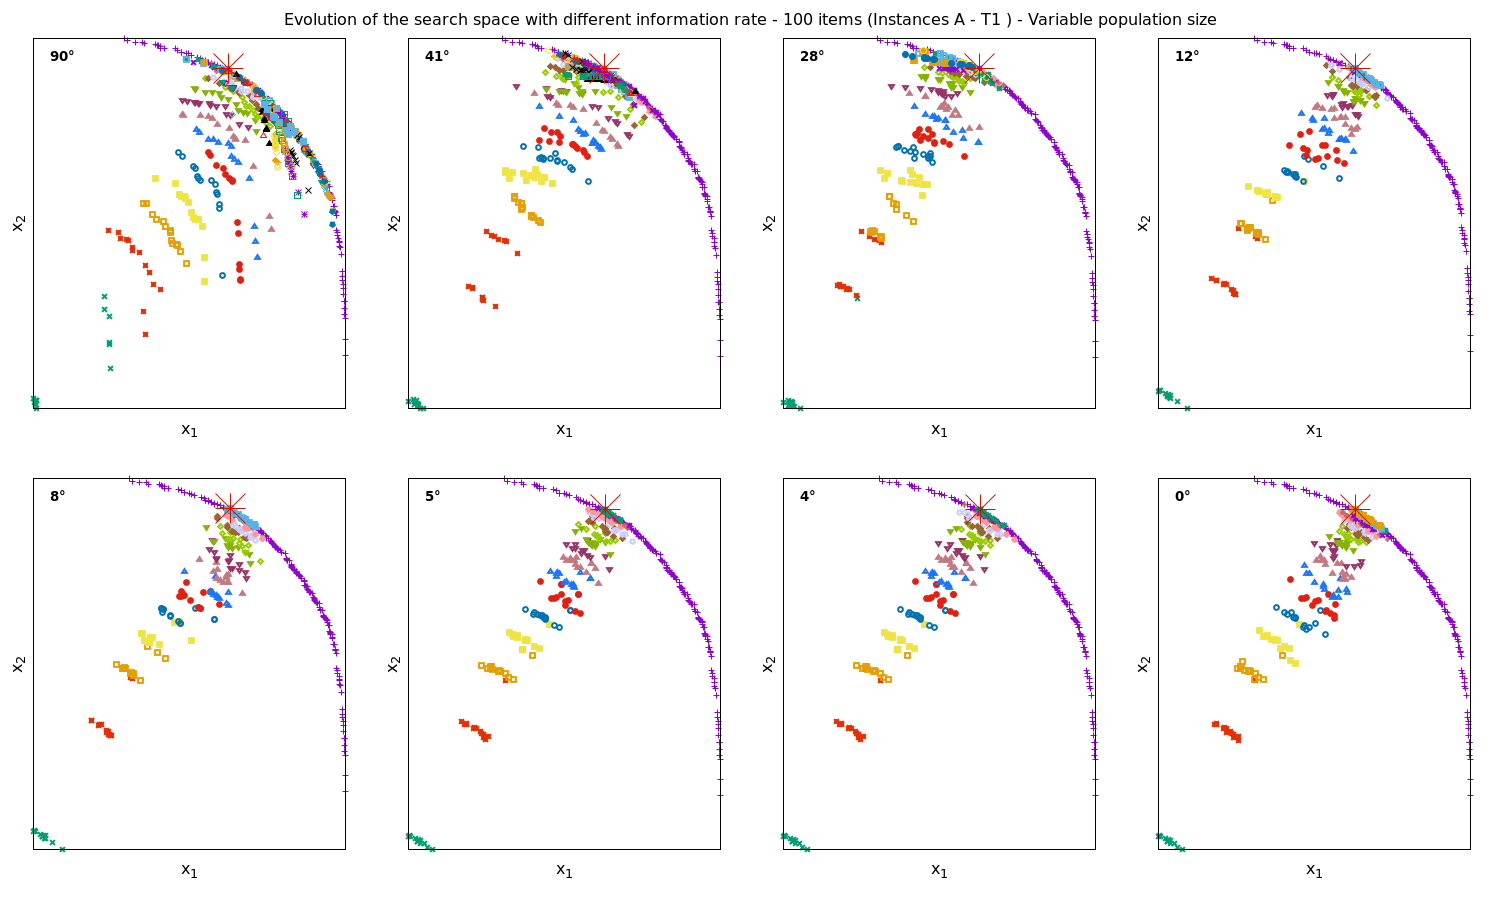 Evolution of the search space with different information rate - 100 items (Instances A - T1 ) - Variable population size
90° 41° 28° 12°
x₂ x₂ x₂ x₂
x₁ x₁ x₁ x₁
8° 5° 4° 0°
x₂ x₂ x₂ x₂
x₁ x₁ x₁ x₁